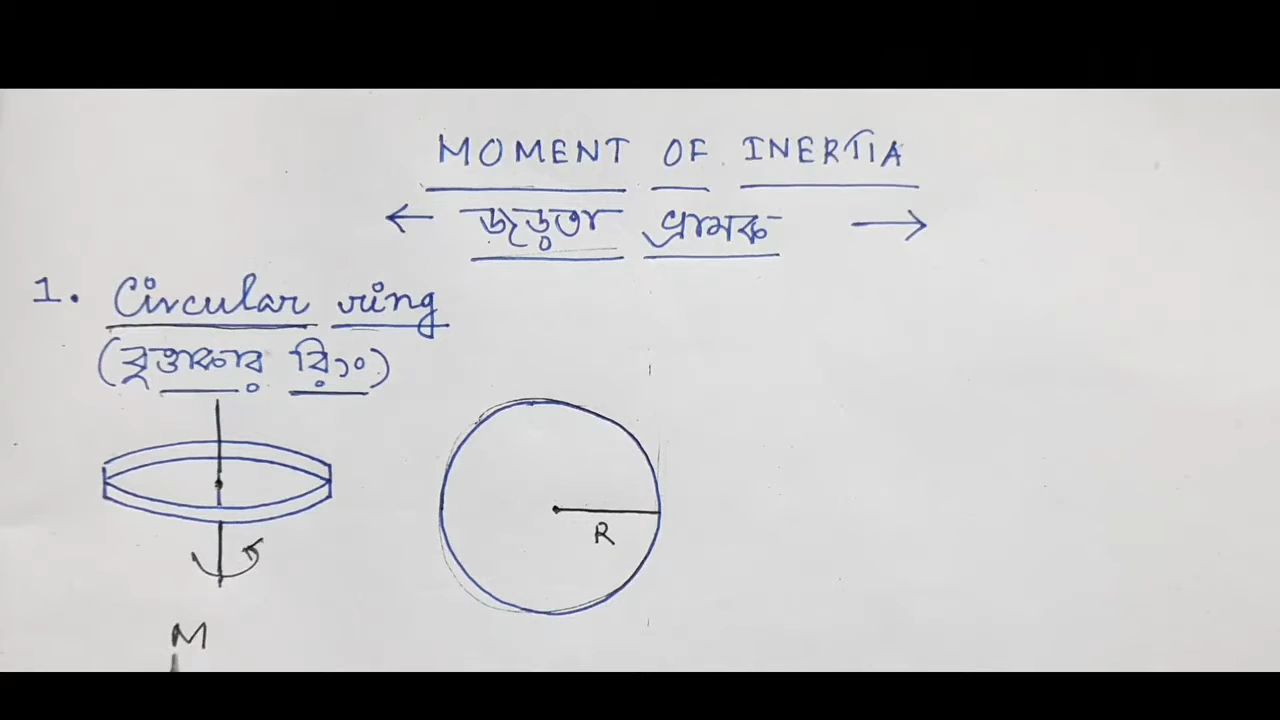 MOMENT OF INERTIA
← জড়তা ভ্রামক →
1. Circular ring
(বৃত্তাকার রিং)
R
M